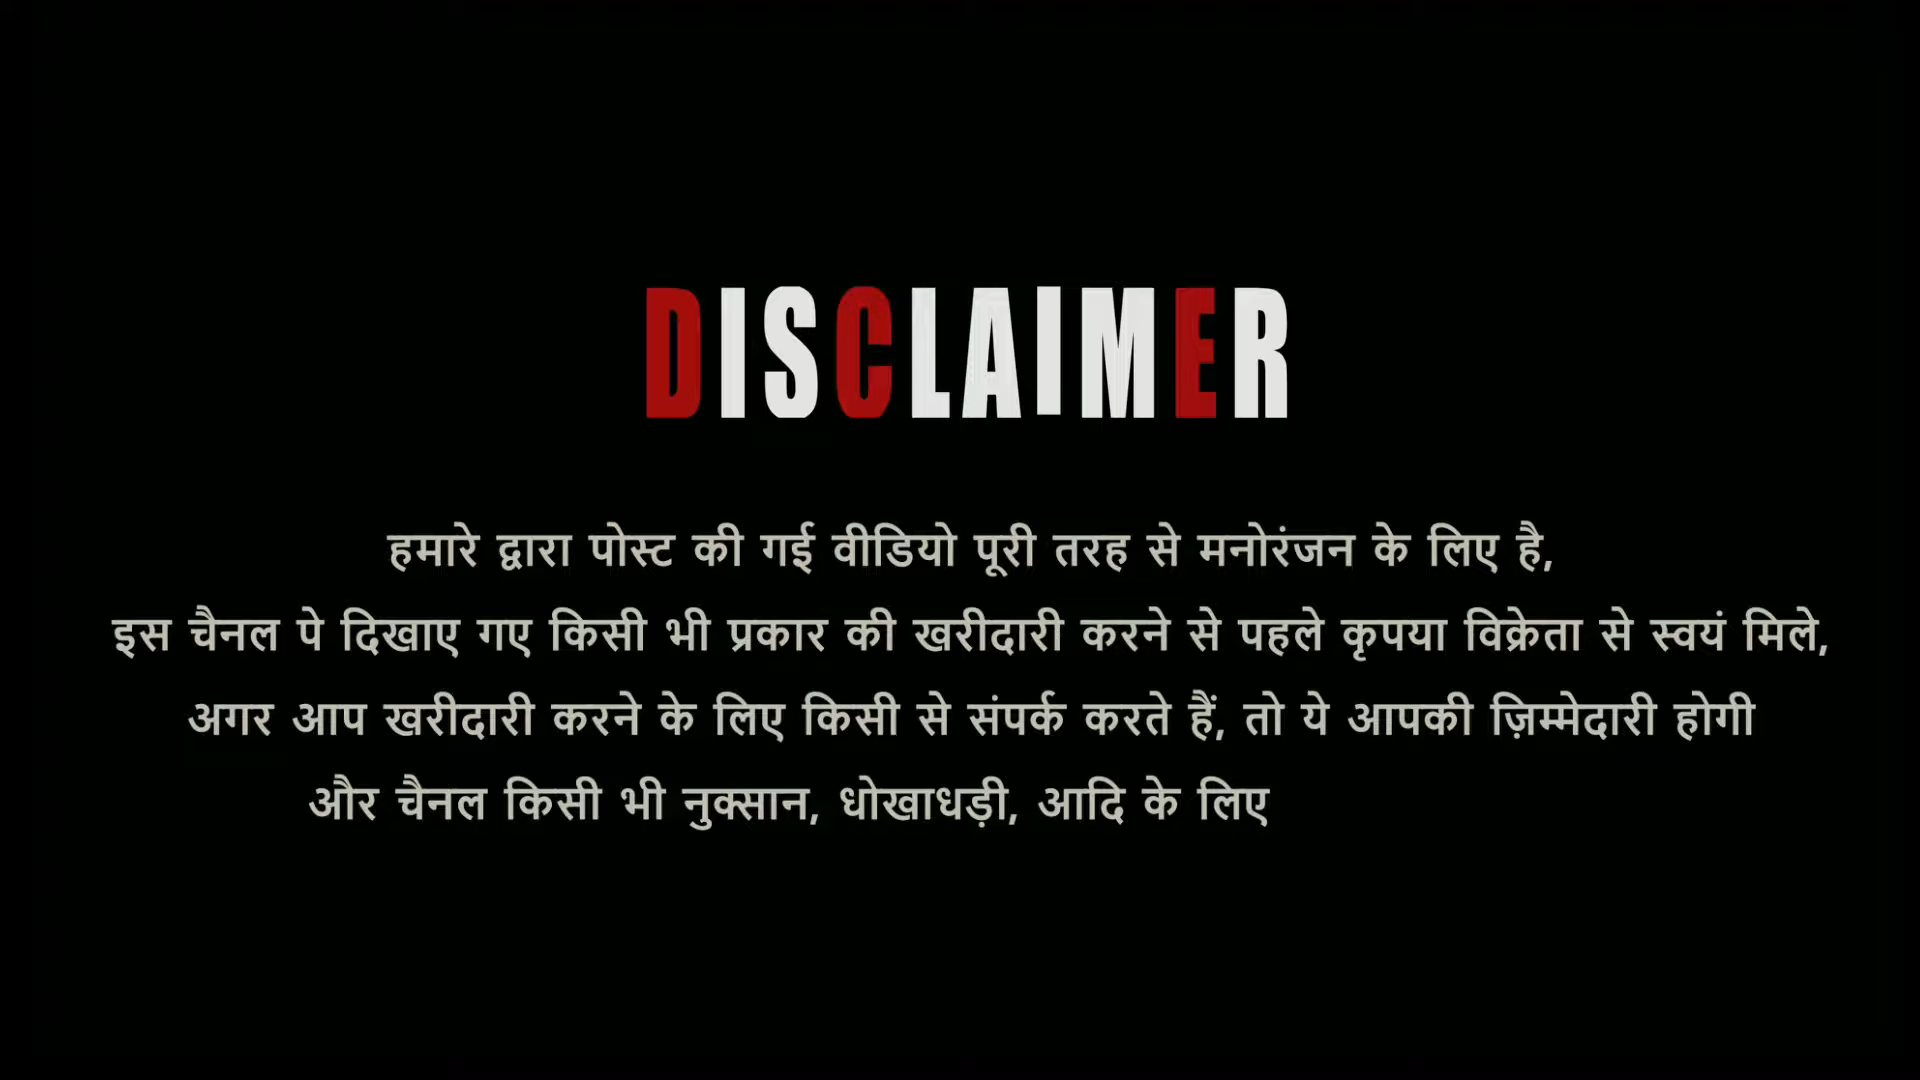 DISCLAIMER
हमारे द्वारा पोस्ट की गई वीडियो पूरी तरह से मनोरंजन के लिए है,
इस चैनल पे दिखाए गए किसी भी प्रकार की खरीदारी करने से पहले कृपया विक्रेता से स्वयं मिले,
अगर आप खरीदारी करने के लिए किसी से संपर्क करते हैं, तो ये आपकी ज़िम्मेदारी होगी
और चैनल किसी भी नुक्सान, धोखाधड़ी, आदि के लिए